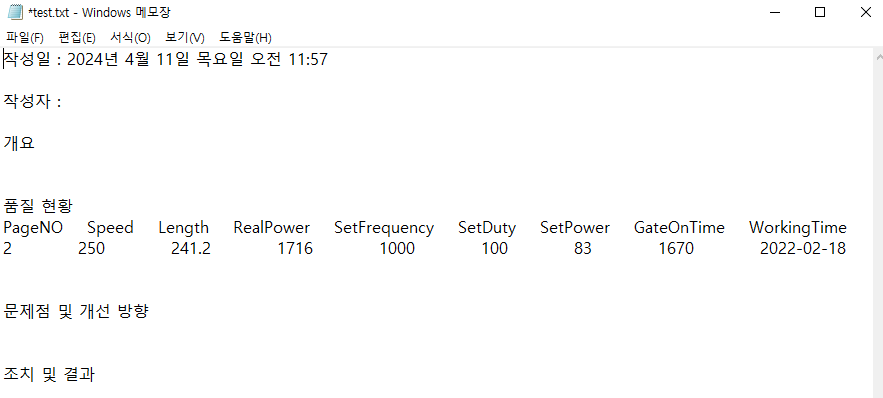 *test.txt - Windows 메모장
파일(F) 편집(E) 서식(O) 보기(V) 도움말(H)
작성일 : 2024년 4월 11일 목요일 오전 11:57
작성자 :
개요
품질 현황
PageNO Speed Length RealPower SetFrequency SetDuty SetPower GateOnTime WorkingTime
2 250 241.2 1716 1000 100 83 1670 2022-02-18
문제점 및 개선 방향
조치 및 결과